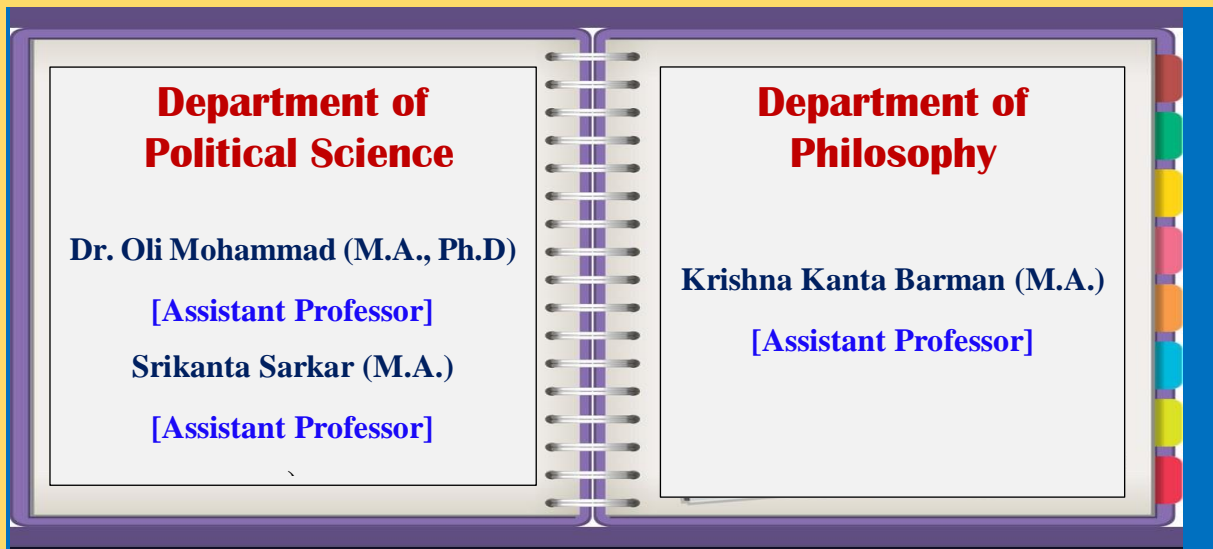 Department of
Political Science
Dr. Oli Mohammad (M.A., Ph.D)
[Assistant Professor]
Srikanta Sarkar (M.A.)
[Assistant Professor]
`
Department of
Philosophy
Krishna Kanta Barman (M.A.)
[Assistant Professor]